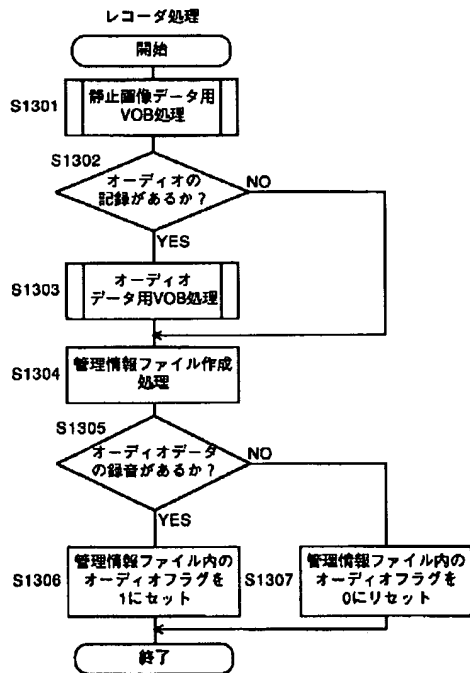 レコーダ処理
開始
S1301
静止画像データ用
VOB処理
S1302
オーディオの
記録があるか？
NO
YES
S1303
オーディオ
データ用VOB処理
S1304
管理情報ファイル作成
処理
S1305
オーディオデータ
の録音があるか？
NO
YES
S1306
管理情報ファイル内の
オーディオフラグを
1にセット
S1307
管理情報ファイル内の
オーディオフラグを
0にリセット
終了